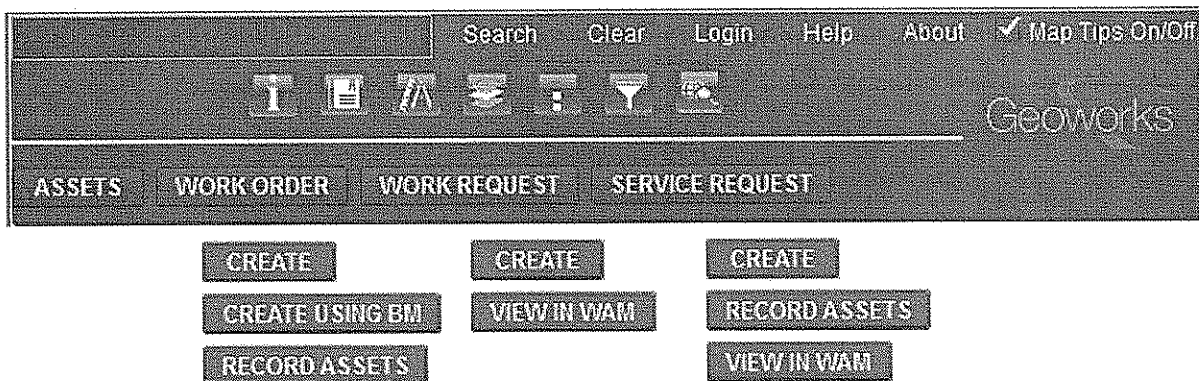 Search Clear Login Help About Map Tips On/Off
Geoworks
ASSETS WORK ORDER WORK REQUEST SERVICE REQUEST
CREATE CREATE CREATE
CREATE USING BM VIEW IN WAM RECORD ASSETS
RECORD ASSETS VIEW IN WAM